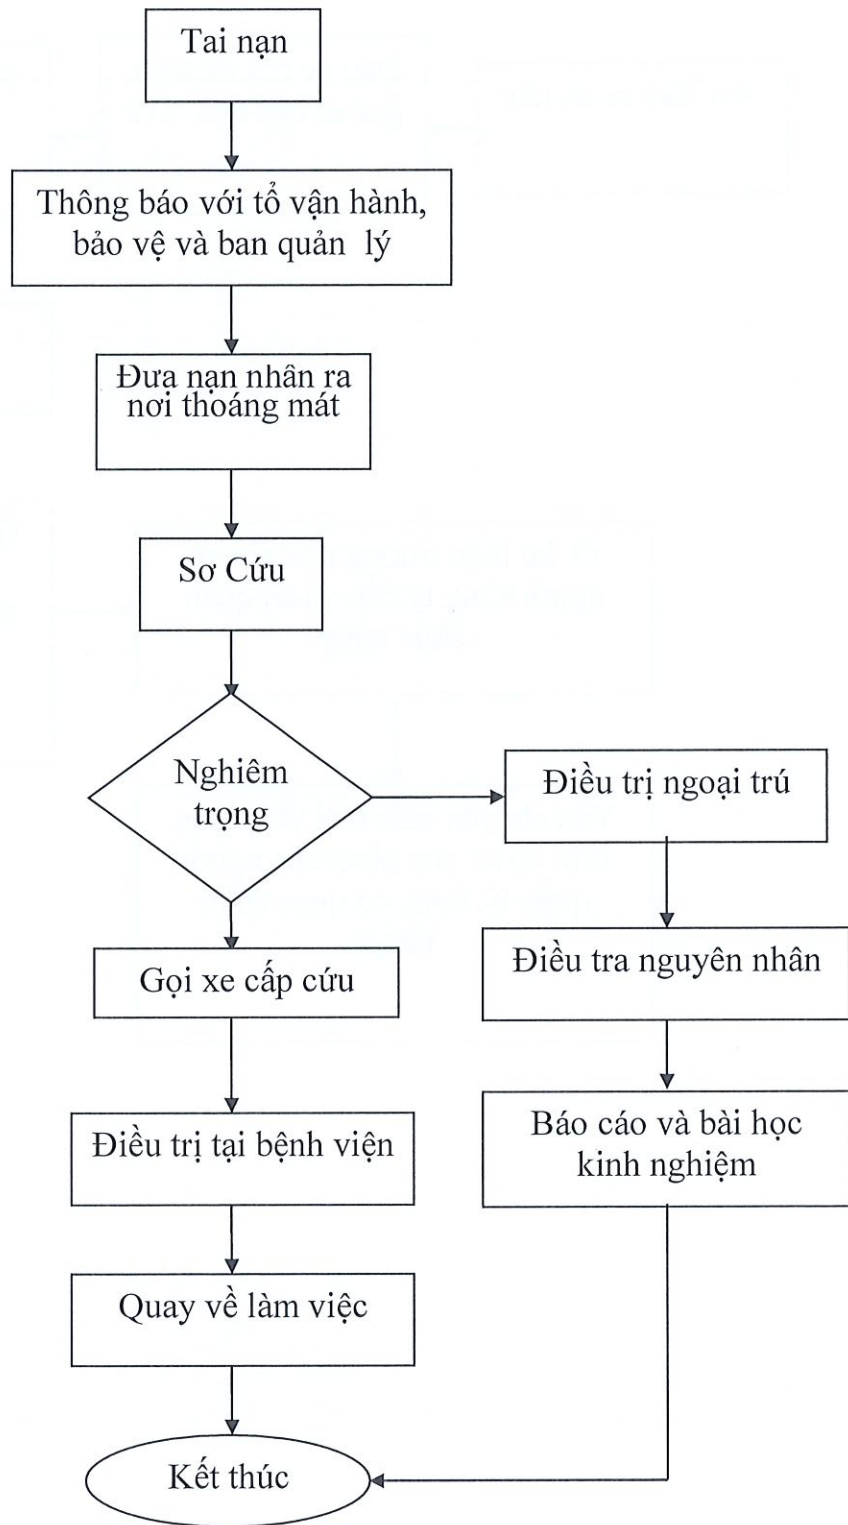 Tai nạn
Thông báo với tổ vận hành,
bảo vệ và ban quản lý
Đưa nạn nhân ra
nơi thoáng mát
Sơ Cứu
Nghiêm
trọng
Điều trị ngoại trú
Gọi xe cấp cứu
Điều tra nguyên nhân
Điều trị tại bệnh viện
Báo cáo và bài học
kinh nghiệm
Quay về làm việc
Kết thúc